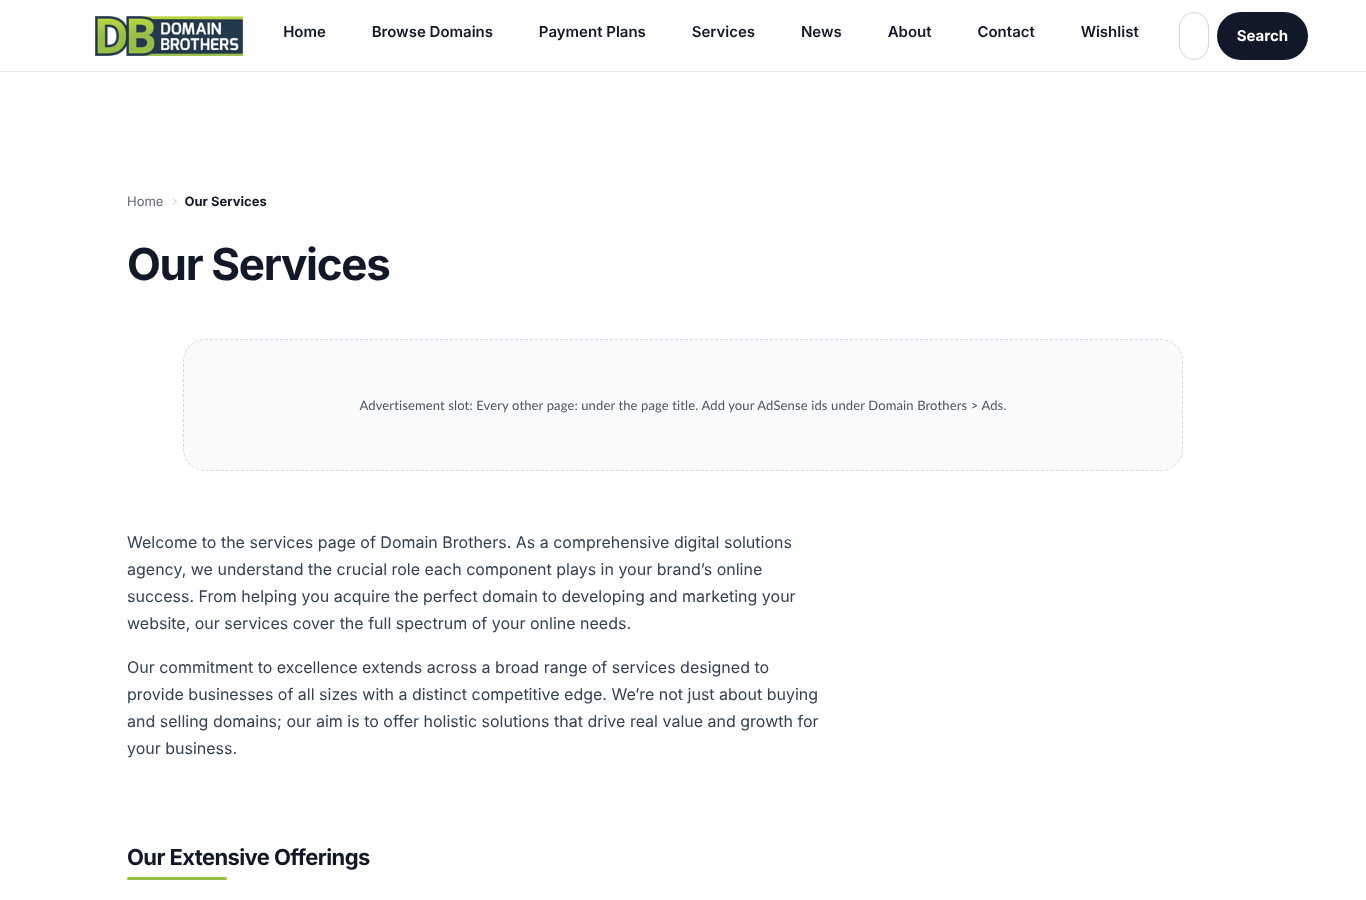 DB DOMAIN BROTHERS
Home
Browse Domains
Payment Plans
Services
News
About
Contact
Wishlist
Search
Home > Our Services
Our Services
Advertisement slot: Every other page: under the page title. Add your AdSense ids under Domain Brothers > Ads.
Welcome to the services page of Domain Brothers. As a comprehensive digital solutions
agency, we understand the crucial role each component plays in your brand’s online
success. From helping you acquire the perfect domain to developing and marketing your
website, our services cover the full spectrum of your online needs.
Our commitment to excellence extends across a broad range of services designed to
provide businesses of all sizes with a distinct competitive edge. We’re not just about buying
and selling domains; our aim is to offer holistic solutions that drive real value and growth for
your business.
Our Extensive Offerings